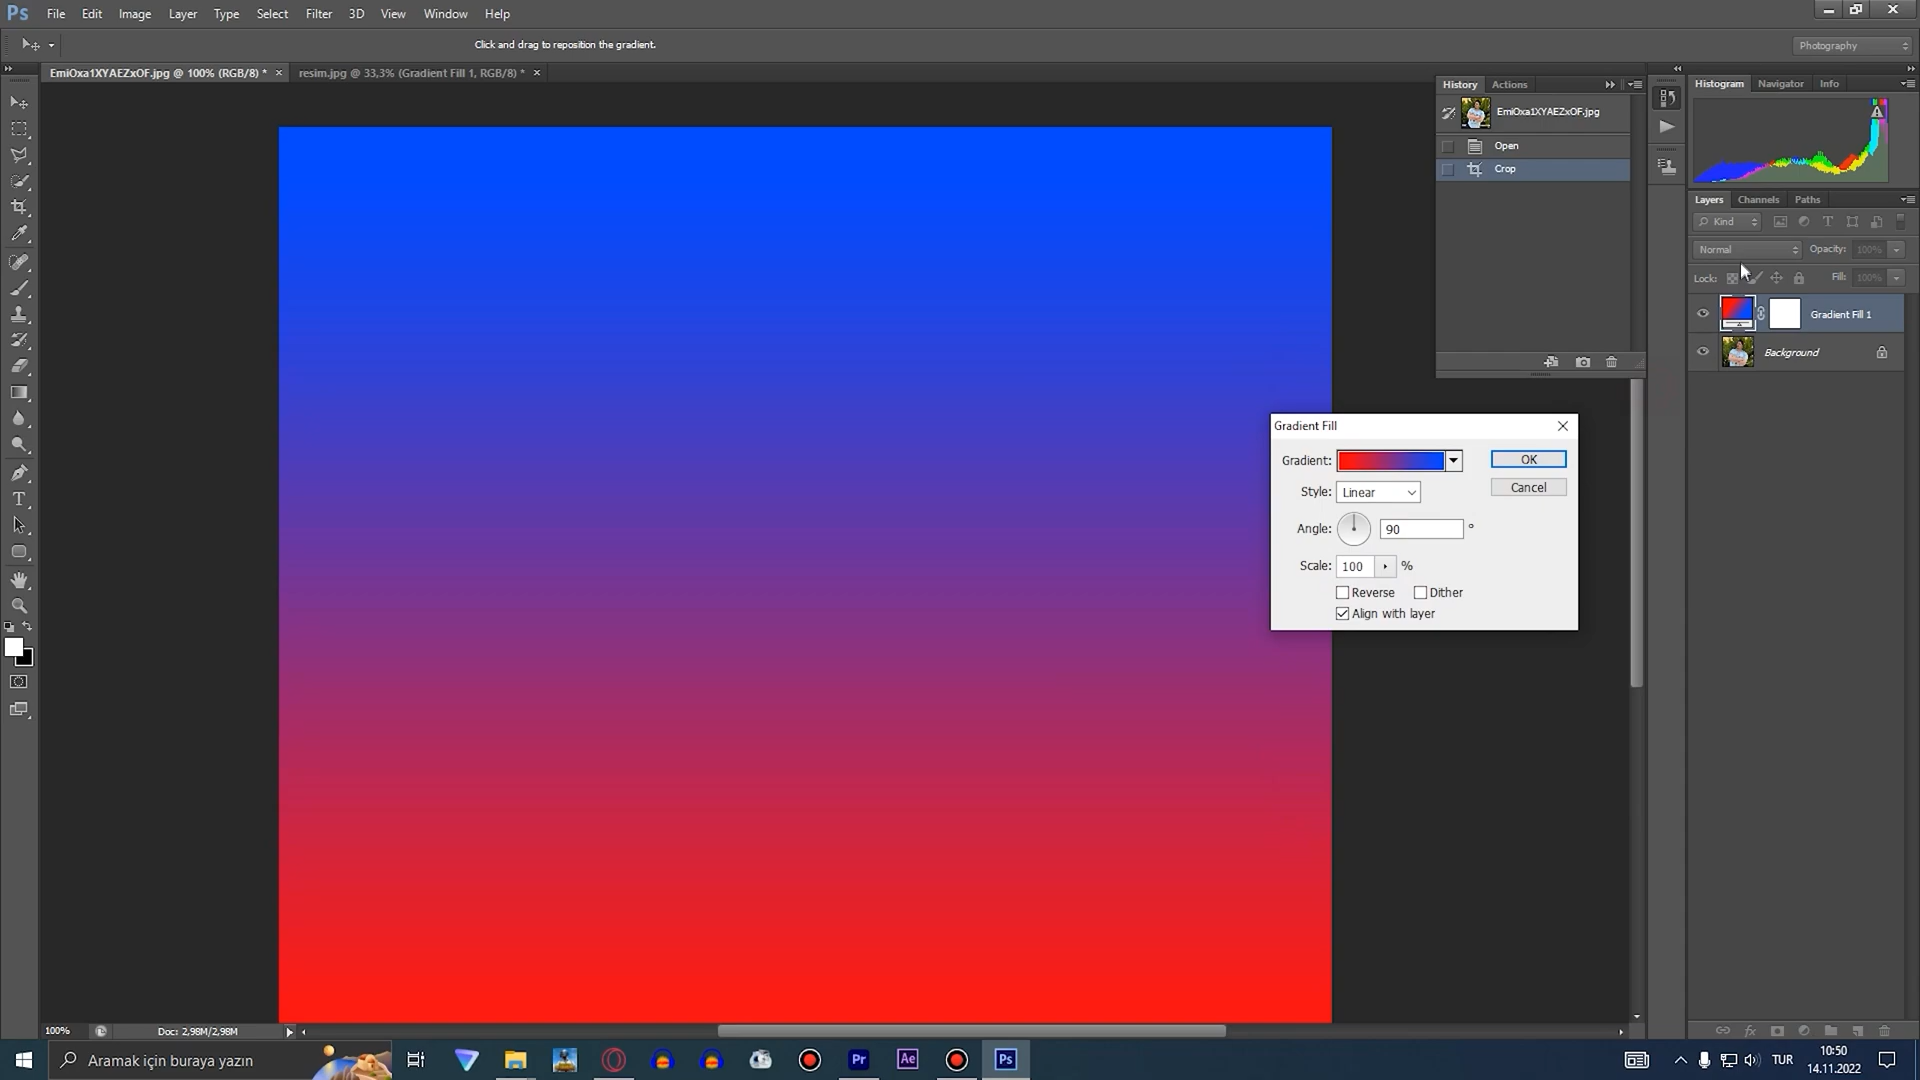 Ps File Edit Image Layer Type Select Filter 3D View Window Help
Click and drag to reposition the gradient.
Photography
EmiOxa1XYAEZxOF.jpg @ 100% (RGB/8) * ×
resim.jpg @ 33,3% (Gradient Fill 1, RGB/8) * ×
History Actions
EmiOxa1XYAEZxOF.jpg
Open
Crop
Histogram Navigator Info
Layers Channels Paths
Kind
Normal Opacity: 100%
Lock: Fill: 100%
Gradient Fill 1
Background
Gradient Fill
Gradient: OK
Style: Linear Cancel
Angle: 90 °
Scale: 100 %
Reverse Dither
Align with layer
100% Doc: 2,98M/2,98M
Aramak için buraya yazın
Pr Ae Ps
TUR
10:50
14.11.2022